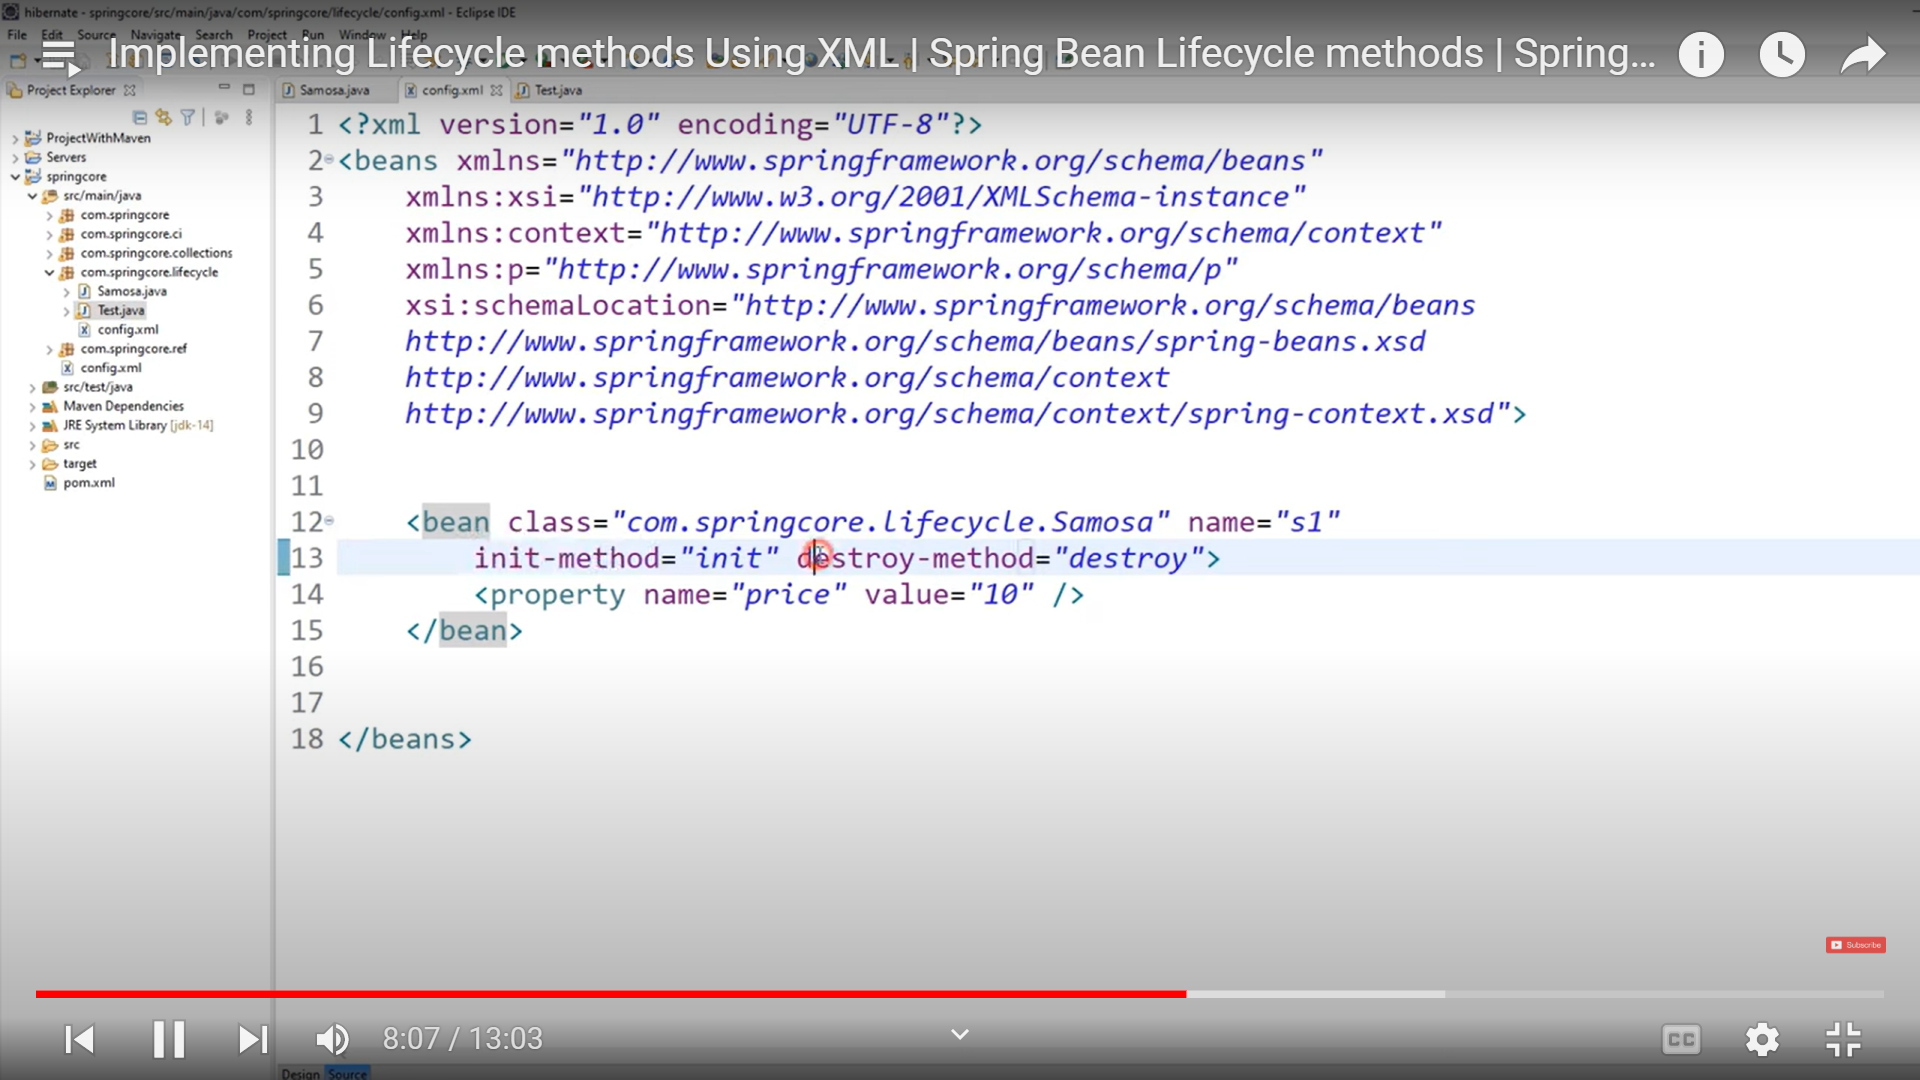 hibernate - springcore/src/main/java/com/springcore/lifecycle/config.xml - Eclipse IDE
File Edit Source Navigate Search Project Run Window Help
Implementing Lifecycle methods Using XML | Spring Bean Lifecycle methods | Spring...
Project Explorer
Samosa.java config.xml Test.java
ProjectWithMaven
Servers
springcore
src/main/java
com.springcore
com.springcore.ci
com.springcore.collections
com.springcore.lifecycle
Samosa.java
Test.java
config.xml
com.springcore.ref
config.xml
src/test/java
Maven Dependencies
JRE System Library [jdk-14]
src
target
pom.xml
1 <?xml version="1.0" encoding="UTF-8"?>
2 <beans xmlns="http://www.springframework.org/schema/beans"
3 xmlns:xsi="http://www.w3.org/2001/XMLSchema-instance"
4 xmlns:context="http://www.springframework.org/schema/context"
5 xmlns:p="http://www.springframework.org/schema/p"
6 xsi:schemaLocation="http://www.springframework.org/schema/beans
7 http://www.springframework.org/schema/beans/spring-beans.xsd
8 http://www.springframework.org/schema/context
9 http://www.springframework.org/schema/context/spring-context.xsd">
10
11
12 <bean class="com.springcore.lifecycle.Samosa" name="s1"
13 init-method="init" destroy-method="destroy">
14 <property name="price" value="10" />
15 </bean>
16
17
18 </beans>
Subscribe
8:07 / 13:03
CC
Design Source